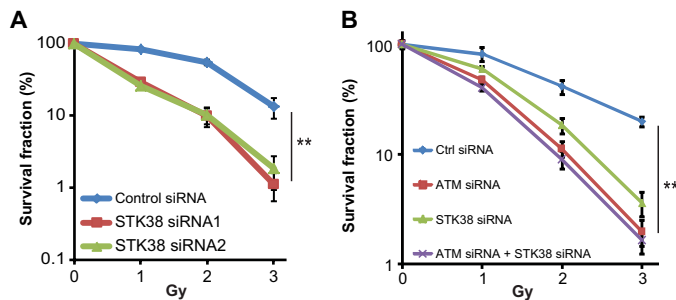 A
Survival fraction (%)
100
10
1
0.1
0
1
2
3
Gy
**
Control siRNA
STK38 siRNA1
STK38 siRNA2
B
Survival fraction (%)
100
10
1
0
1
2
3
Gy
**
Ctrl siRNA
ATM siRNA
STK38 siRNA
ATM siRNA + STK38 siRNA